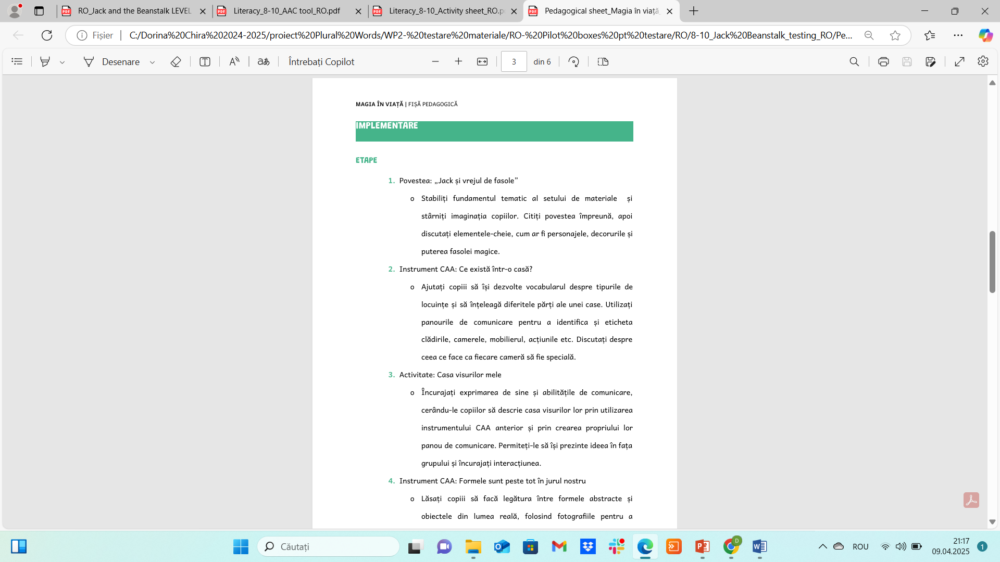 RO_Jack and the Beanstalk LEVEL
Literacy_8-10_AAC tool_RO.pdf
Literacy_8-10_Activity sheet_RO.p
Pedagogical sheet_Magia în viață_
Fișier
C:/Dorina%20Chira%202024-2025/proiect%20Plural%20Words/WP2-%20testare%20materiale/RO-%20Pilot%20boxes%20pt%20testare/RO/8-10_Jack%20Beanstalk_testing_RO/Pe...
Desenare
Întrebați Copilot
3 din 6
MAGIA ÎN VIAȚĂ | FIȘĂ PEDAGOGICĂ
IMPLEMENTARE
ETAPE
1. Povestea: „Jack și vrejul de fasole”
o Stabiliți fundamentul tematic al setului de materiale și
stârniți imaginația copiilor. Citiți povestea împreună, apoi
discutați elementele-cheie, cum ar fi personajele, decorurile și
puterea fasolei magice.
2. Instrument CAA: Ce există într-o casă?
o Ajutați copiii să își dezvolte vocabularul despre tipurile de
locuințe și să înțeleagă diferitele părți ale unei case. Utilizați
panourile de comunicare pentru a identifica și eticheta
clădirile, camerele, mobilierul, acțiunile etc. Discutați despre
ceea ce face ca fiecare cameră să fie specială.
3. Activitate: Casa visurilor mele
o Încurajați exprimarea de sine și abilitățile de comunicare,
cerându-le copiilor să descrie casa visurilor lor prin utilizarea
instrumentului CAA anterior și prin crearea propriului lor
panou de comunicare. Permiteți-le să își prezinte ideea în fața
grupului și încurajați interacțiunea.
4. Instrument CAA: Formele sunt peste tot în jurul nostru
o Lăsați copiii să facă legătura între formele abstracte și
obiectele din lumea reală, folosind fotografiile pentru a
Căutați
D
ROU
21:17
09.04.2025
1